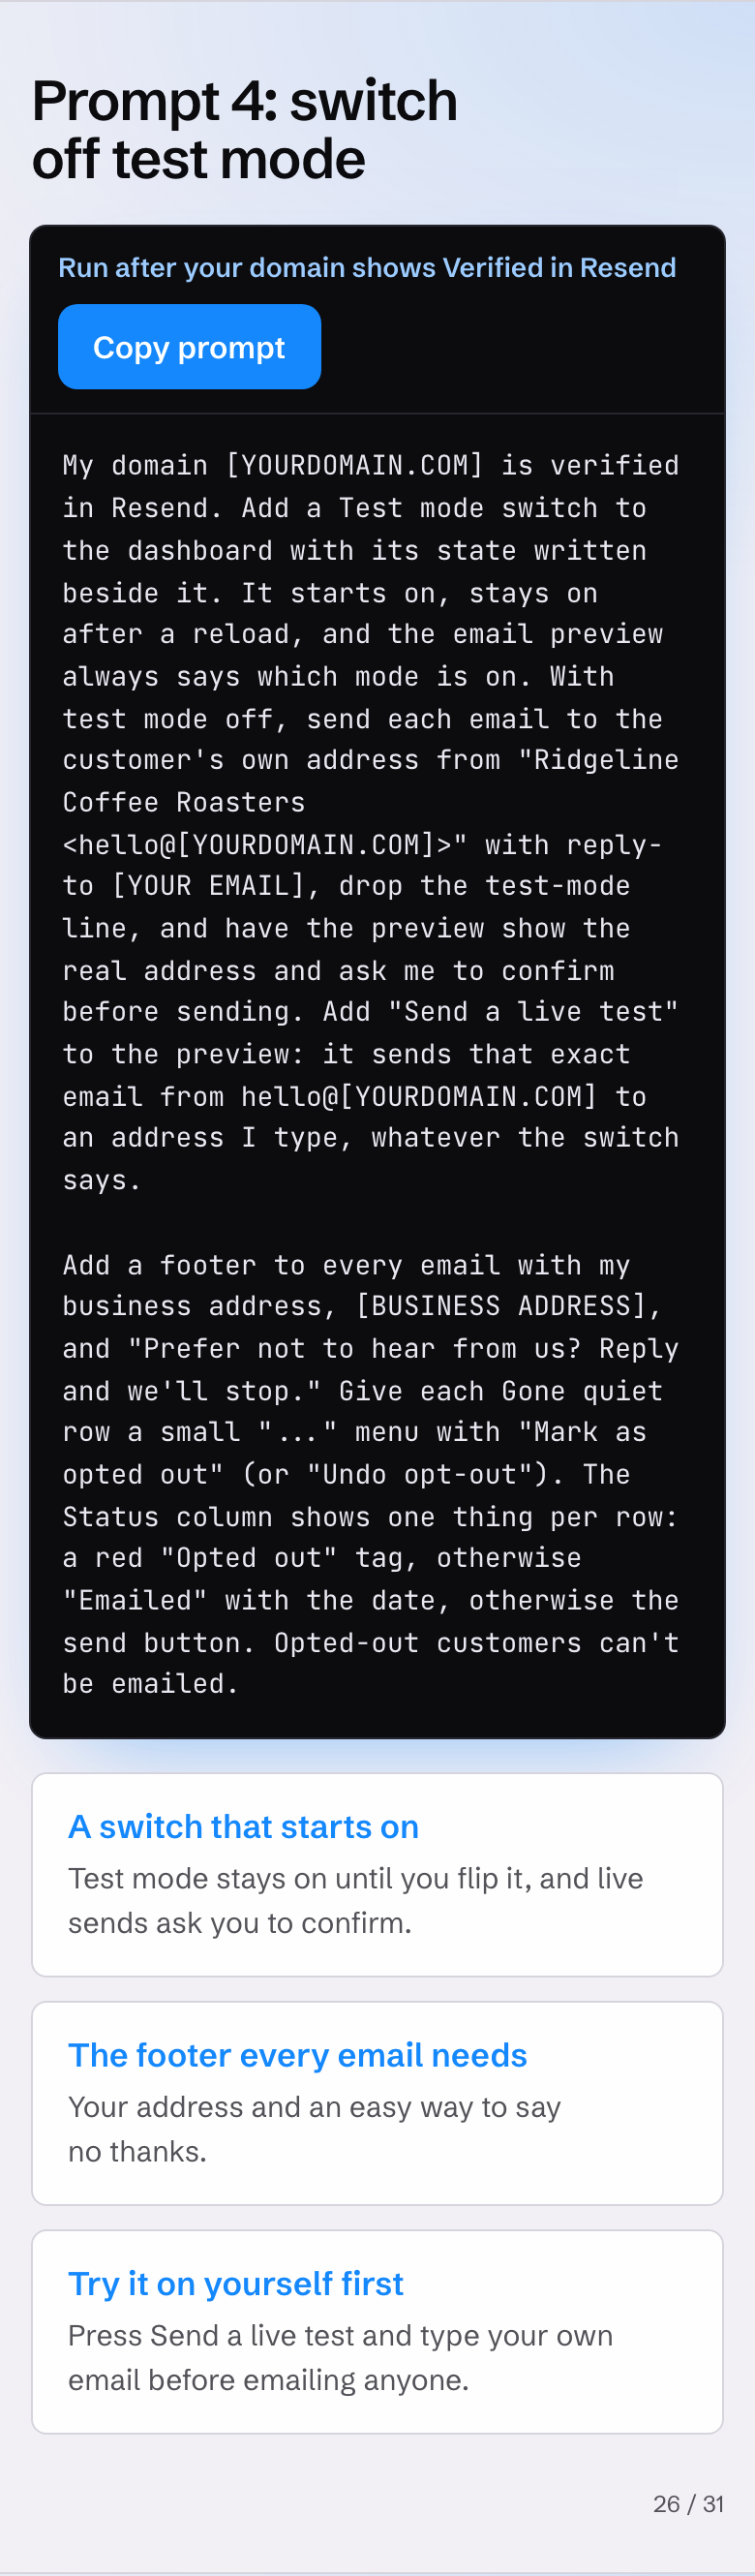 Prompt 4: switch
off test mode
Run after your domain shows Verified in Resend
Copy prompt
My domain [YOURDOMAIN.COM] is verified
in Resend. Add a Test mode switch to
the dashboard with its state written
beside it. It starts on, stays on
after a reload, and the email preview
always says which mode is on. With
test mode off, send each email to the
customer's own address from "Ridgeline
Coffee Roasters
<hello@[YOURDOMAIN.COM]>" with reply-
to [YOUR EMAIL], drop the test-mode
line, and have the preview show the
real address and ask me to confirm
before sending. Add "Send a live test"
to the preview: it sends that exact
email from hello@[YOURDOMAIN.COM] to
an address I type, whatever the switch
says.
Add a footer to every email with my
business address, [BUSINESS ADDRESS],
and "Prefer not to hear from us? Reply
and we'll stop." Give each Gone quiet
row a small "..." menu with "Mark as
opted out" (or "Undo opt-out"). The
Status column shows one thing per row:
a red "Opted out" tag, otherwise
"Emailed" with the date, otherwise the
send button. Opted-out customers can't
be emailed.
A switch that starts on
Test mode stays on until you flip it, and live
sends ask you to confirm.
The footer every email needs
Your address and an easy way to say
no thanks.
Try it on yourself first
Press Send a live test and type your own
email before emailing anyone.
26 / 31